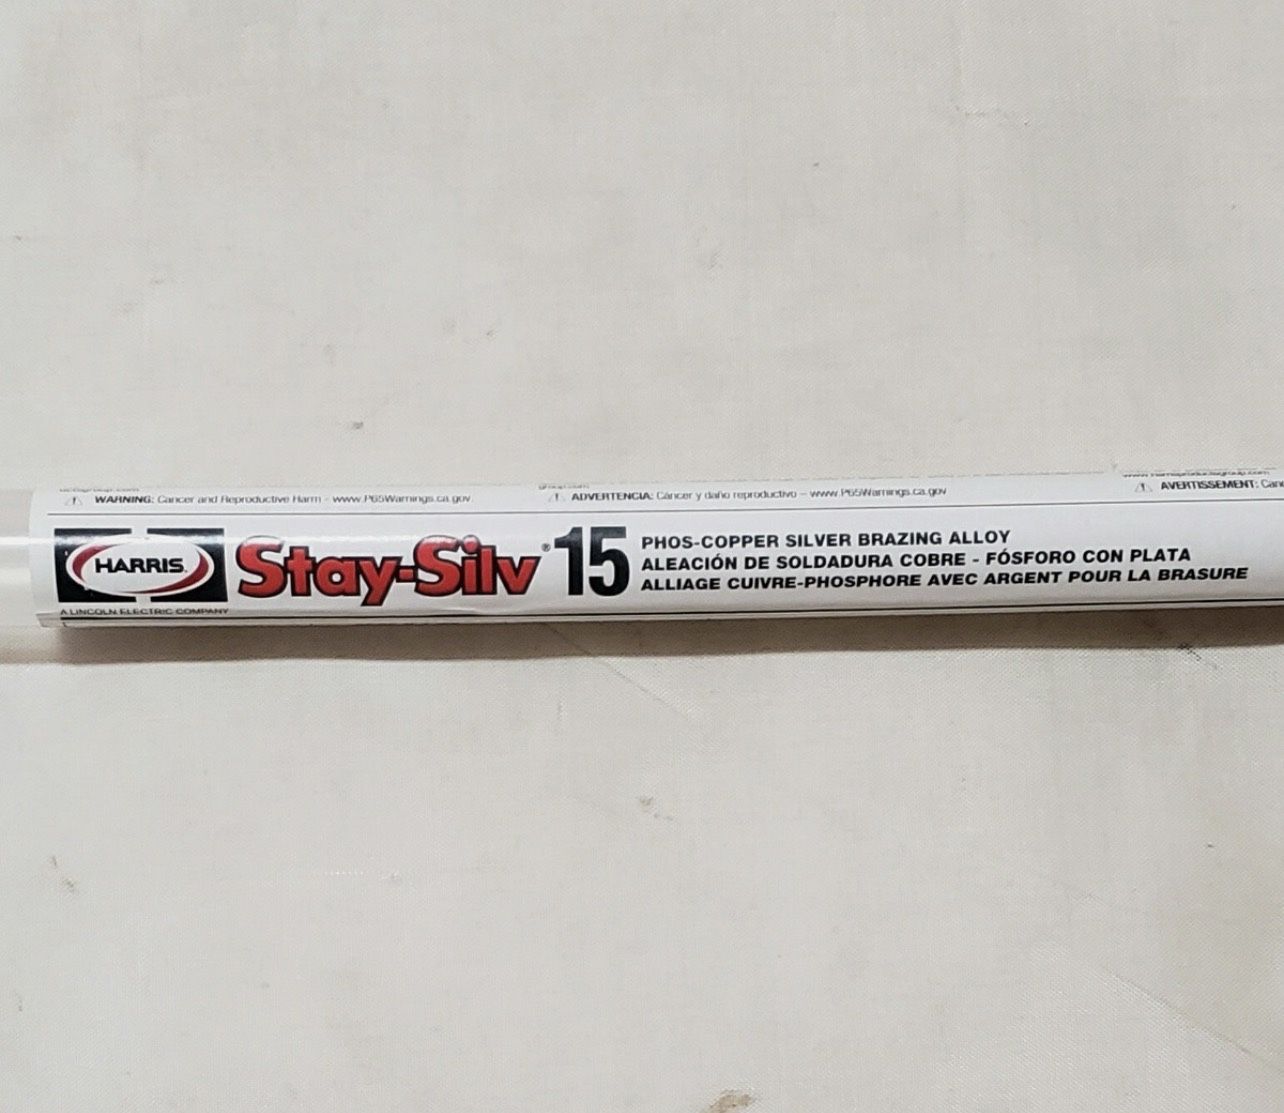 ⚠ WARNING: Cancer and Reproductive Harm - www.P65Warnings.ca.gov.
⚠ ADVERTENCIA: Cáncer y daño reproductivo – www.P65Warnings.ca.gov
⚠ AVERTISSEMENT:
HARRIS.
A LINCOLN ELECTRIC COMPANY
Stay-Silv® 15
PHOS-COPPER SILVER BRAZING ALLOY
ALEACIÓN DE SOLDADURA COBRE - FÓSFORO CON PLATA
ALLIAGE CUIVRE-PHOSPHORE AVEC ARGENT POUR LA BRASURE